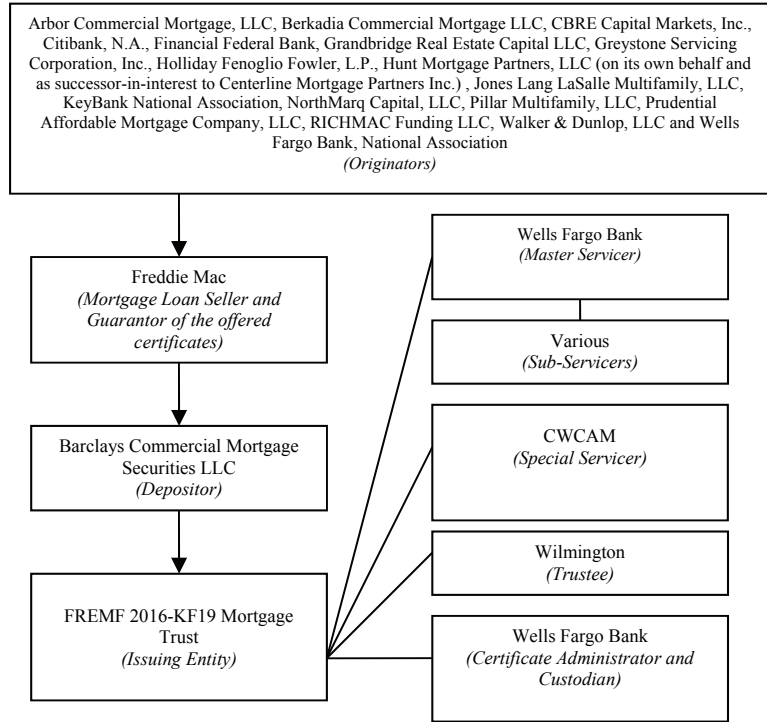 Arbor Commercial Mortgage, LLC, Berkadia Commercial Mortgage LLC, CBRE Capital Markets, Inc.,
Citibank, N.A., Financial Federal Bank, Grandbridge Real Estate Capital LLC, Greystone Servicing
Corporation, Inc., Holliday Fenoglio Fowler, L.P., Hunt Mortgage Partners, LLC (on its own behalf and
as successor-in-interest to Centerline Mortgage Partners Inc.) , Jones Lang LaSalle Multifamily, LLC,
KeyBank National Association, NorthMarq Capital, LLC, Pillar Multifamily, LLC, Prudential
Affordable Mortgage Company, LLC, RICHMAC Funding LLC, Walker & Dunlop, LLC and Wells
Fargo Bank, National Association
(Originators)
Freddie Mac
(Mortgage Loan Seller and
Guarantor of the offered
certificates)
Barclays Commercial Mortgage
Securities LLC
(Depositor)
FREMF 2016-KF19 Mortgage
Trust
(Issuing Entity)
Wells Fargo Bank
(Master Servicer)
Various
(Sub-Servicers)
CWCAM
(Special Servicer)
Wilmington
(Trustee)
Wells Fargo Bank
(Certificate Administrator and
Custodian)